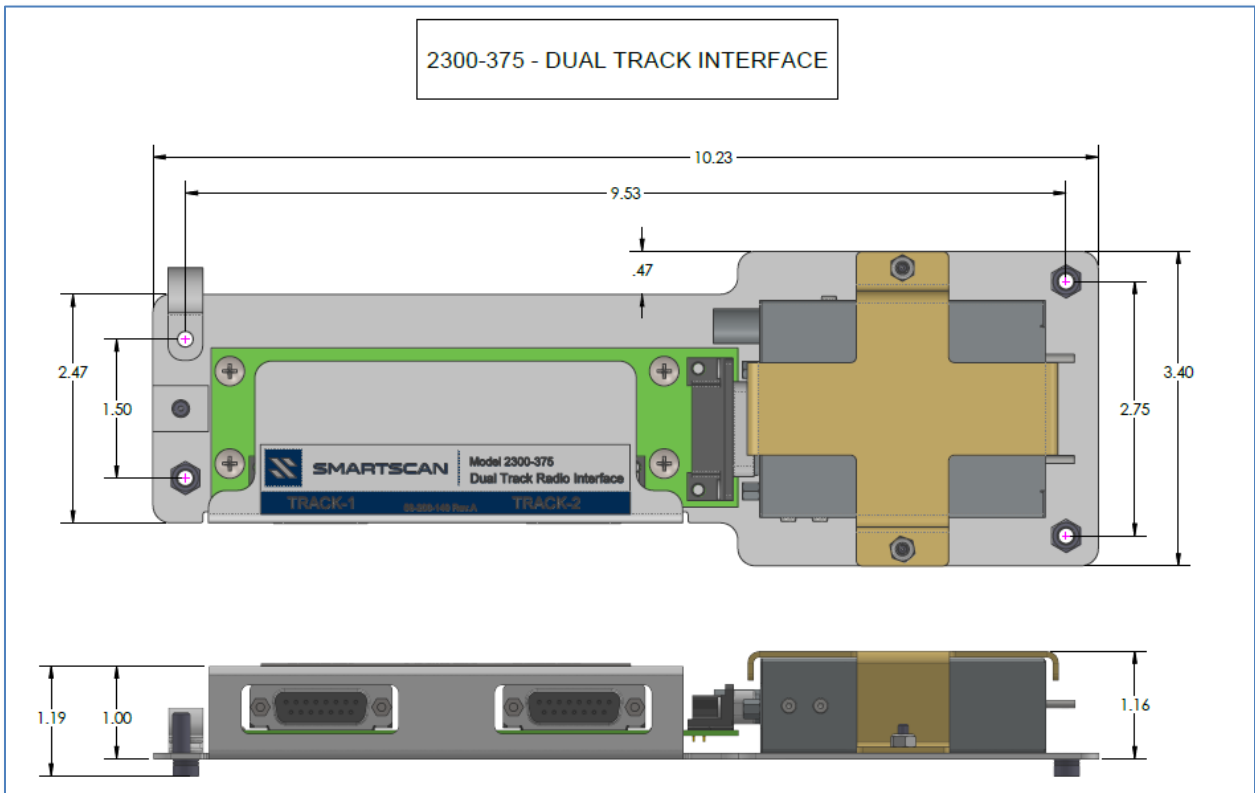 2300-375 - DUAL TRACK INTERFACE
10.23
9.53
.47
2.47
1.50
3.40
2.75
SMARTSCAN
Model 2300-375
Dual Track Radio Interface
TRACK-1
TRACK-2
1.19
1.00
1.16